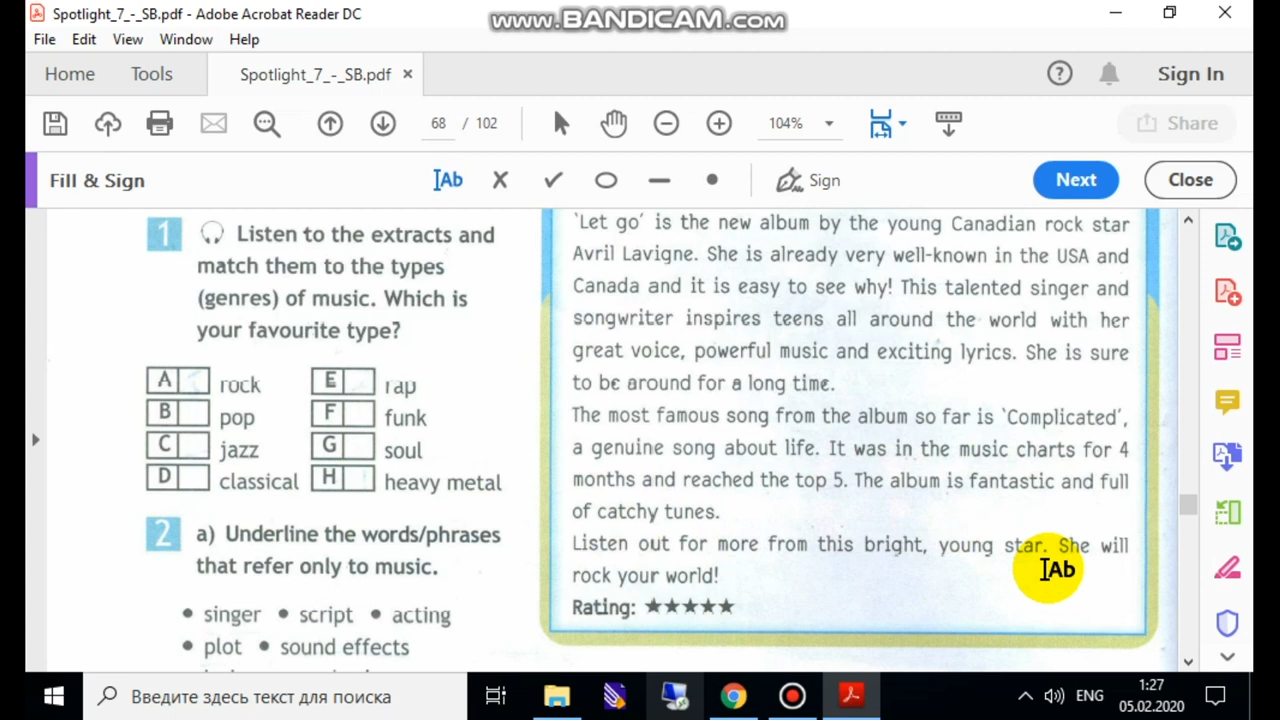 Spotlight_7_-_SB.pdf - Adobe Acrobat Reader DC
www.BANDICAM.com
File Edit View Window Help
Home Tools Spotlight_7_-_SB.pdf × Sign In
68 / 102 104% Share
Fill & Sign Ab Sign Next Close
1 Listen to the extracts and
match them to the types
(genres) of music. Which is
your favourite type?
A rock E rap
B pop F funk
C jazz G soul
D classical H heavy metal
2 a) Underline the words/phrases
that refer only to music.
• singer • script • acting
• plot • sound effects
‘Let go’ is the new album by the young Canadian rock star
Avril Lavigne. She is already very well-known in the USA and
Canada and it is easy to see why! This talented singer and
songwriter inspires teens all around the world with her
great voice, powerful music and exciting lyrics. She is sure
to be around for a long time.
The most famous song from the album so far is ‘Complicated’,
a genuine song about life. It was in the music charts for 4
months and reached the top 5. The album is fantastic and full
of catchy tunes.
Listen out for more from this bright, young star. She will
rock your world!
Ab
Rating: ★★★★★
Введите здесь текст для поиска
ENG
1:27
05.02.2020